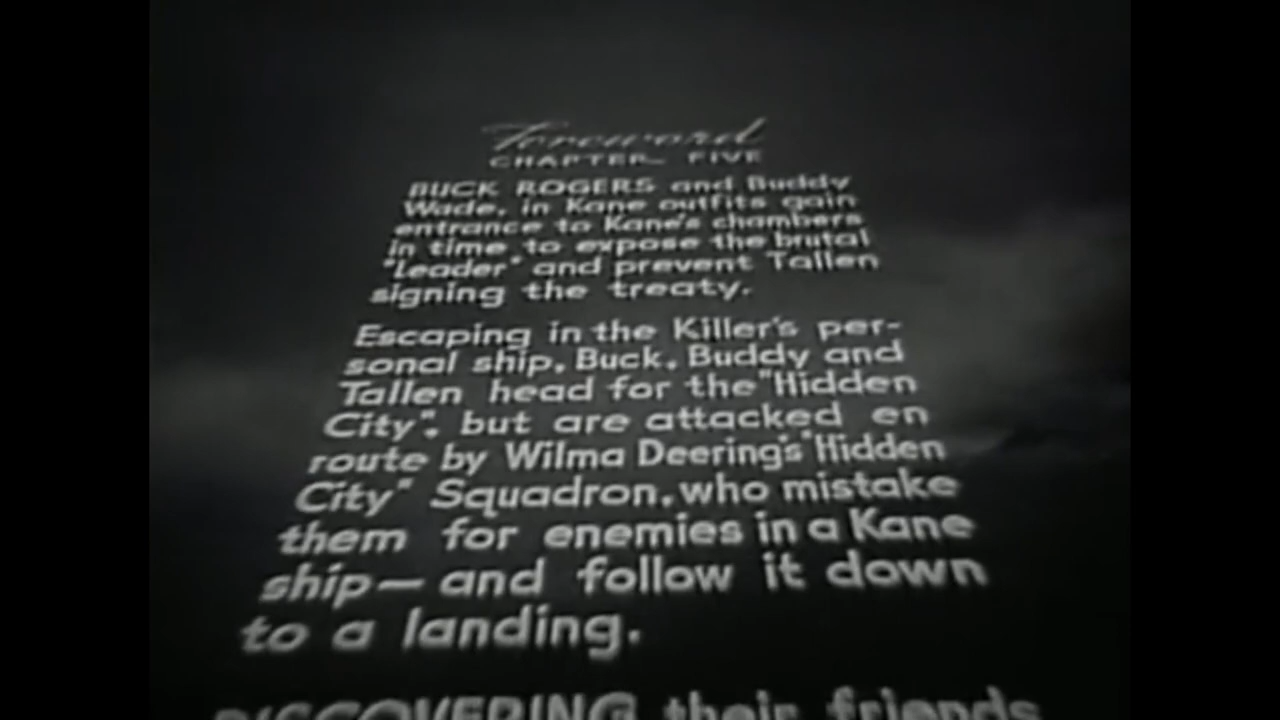 Foreword
CHAPTER FIVE
BUCK ROGERS and Buddy
Wade, in Kane outfits gain
entrance to Kane's chambers
in time to expose the brutal
"Leader" and prevent Tallen
signing the treaty.
Escaping in the Killer's per-
sonal ship, Buck, Buddy and
Tallen head for the "Hidden
City", but are attacked en
route by Wilma Deering's "Hidden
City" Squadron, who mistake
them for enemies in a Kane
ship—and follow it down
to a landing.
DISCOVERING their friends